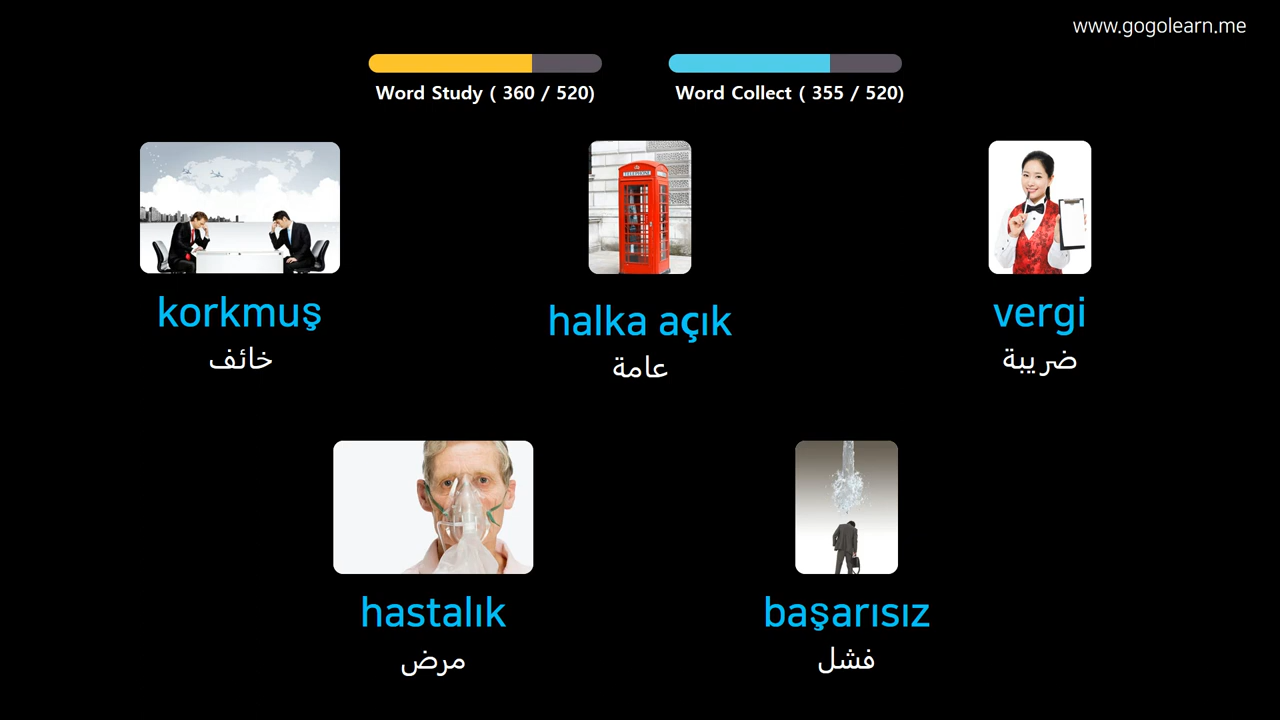 www.gogolearn.me
Word Study ( 360 / 520)
Word Collect ( 355 / 520)
TELEPHONE
korkmuş
خائف
halka açık
عامة
vergi
ضريبة
hastalık
مرض
başarısız
فشل